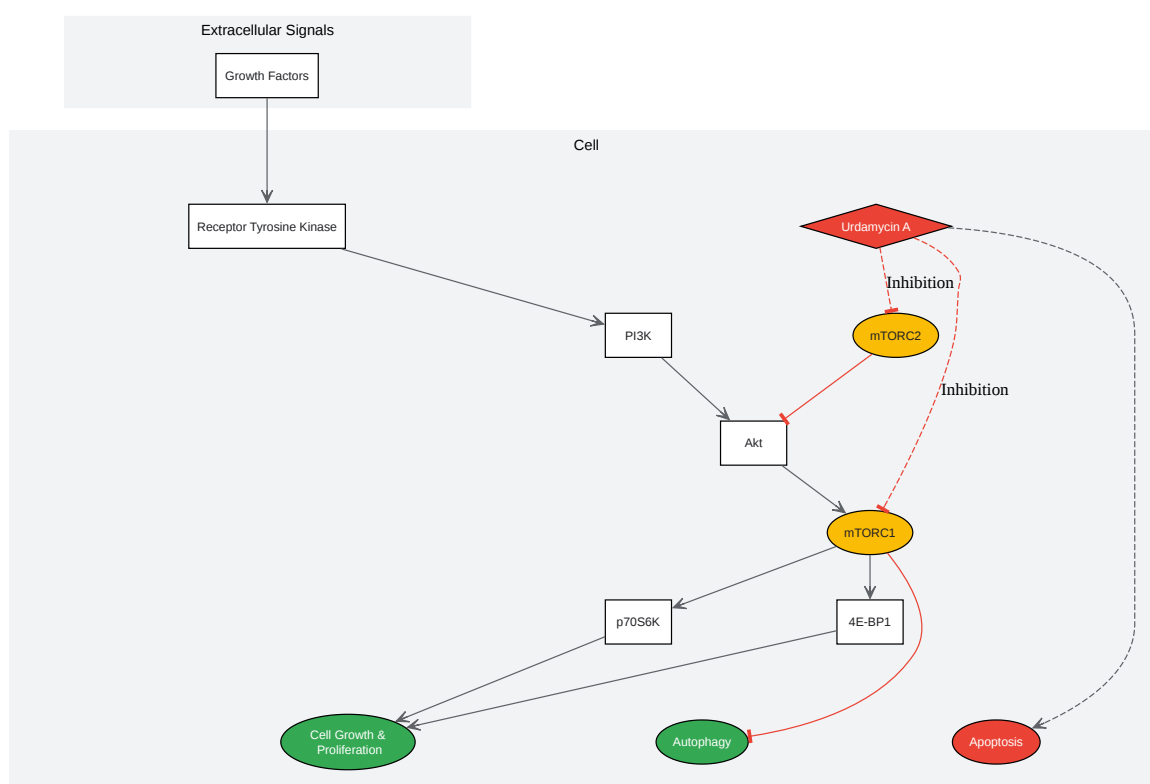 Extracellular Signals
Growth Factors
Cell
Receptor Tyrosine Kinase
Urdamycin A
Inhibition
PI3K
mTORC2
Inhibition
Akt
mTORC1
p70S6K
4E-BP1
Cell Growth &
Proliferation
Autophagy
Apoptosis